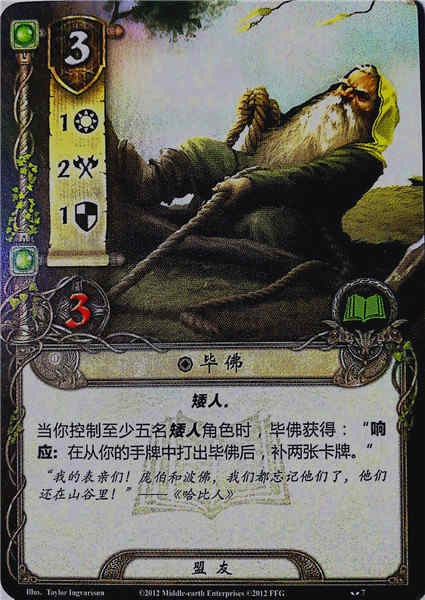 3
1
2
1
3
毕佛
矮人.
当你控制至少五名矮人角色时，毕佛获得：“响
应：在从你的手牌中打出毕佛后，补两张卡牌。”
“我的表亲们！庞伯和波佛，我们都忘记他们了，他们
还在山谷里！”——《哈比人》
盟友
Illus. Taylor Ingvarsson ©2012 Middle-earth Enterprises ©2012 FFG 7